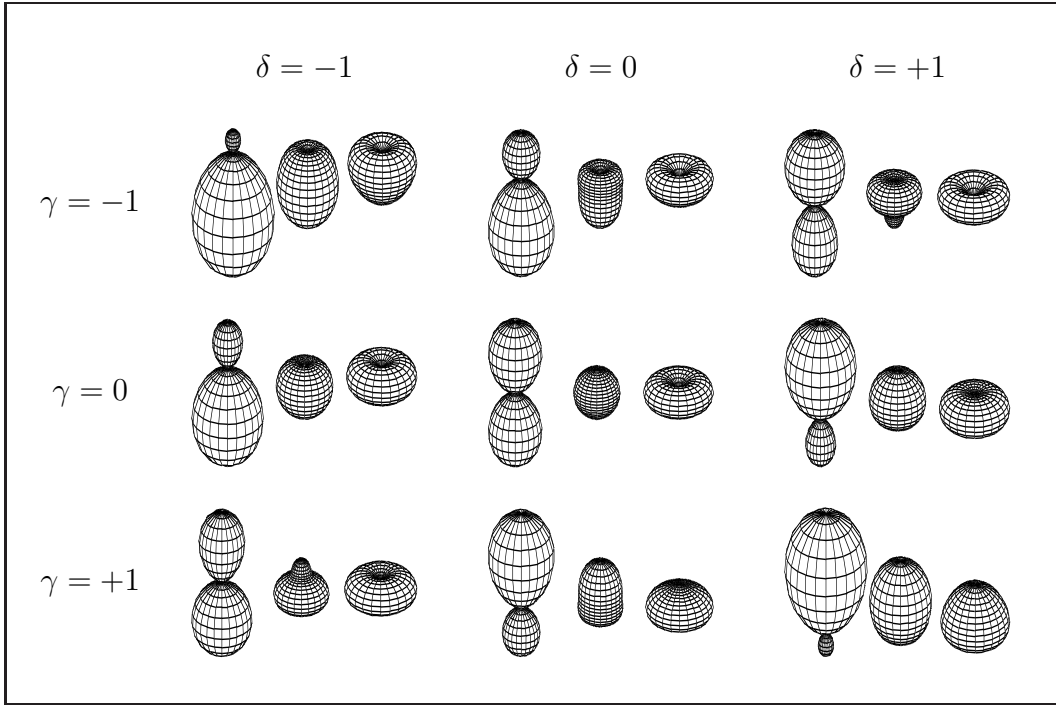 δ = −1 δ = 0 δ = +1
γ = −1
γ = 0
γ = +1